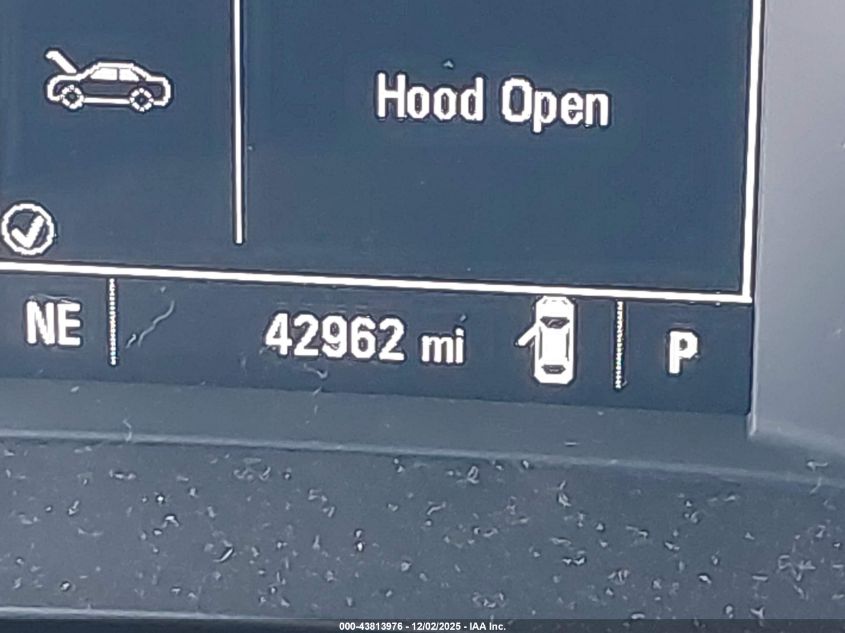 Hood Open
NE 42962 mi P
000-43813976 - 12/02/2025 - IAA Inc.